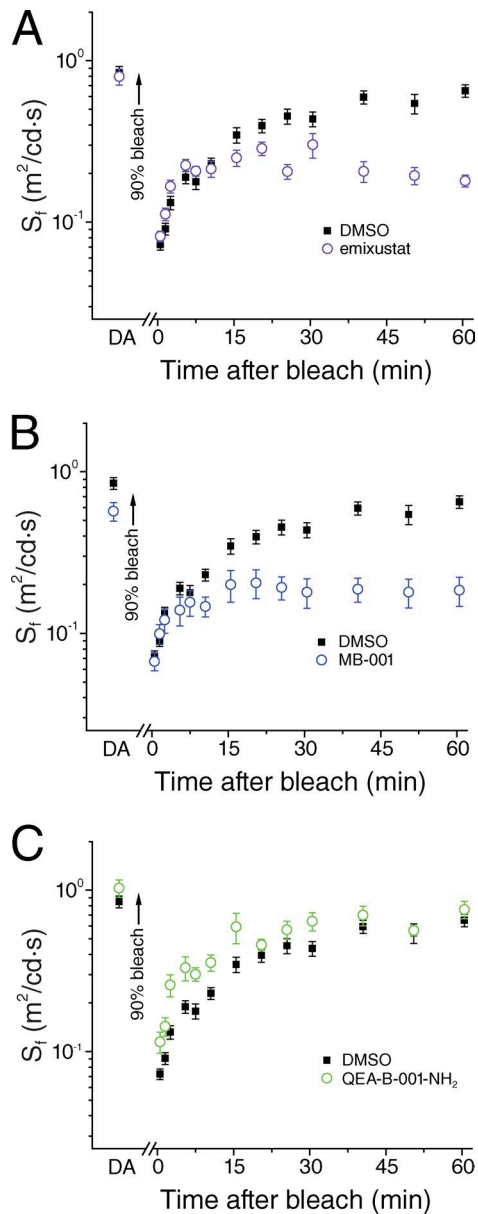 A
10⁰
10⁻¹
S_f (m²/cd·s)
90% bleach
DMSO
emixustat
DA 0 15 30 45 60
Time after bleach (min)
B
10⁰
10⁻¹
S_f (m²/cd·s)
90% bleach
DMSO
MB-001
DA 0 15 30 45 60
Time after bleach (min)
C
10⁰
10⁻¹
S_f (m²/cd·s)
90% bleach
DMSO
QEA-B-001-NH₂
DA 0 15 30 45 60
Time after bleach (min)